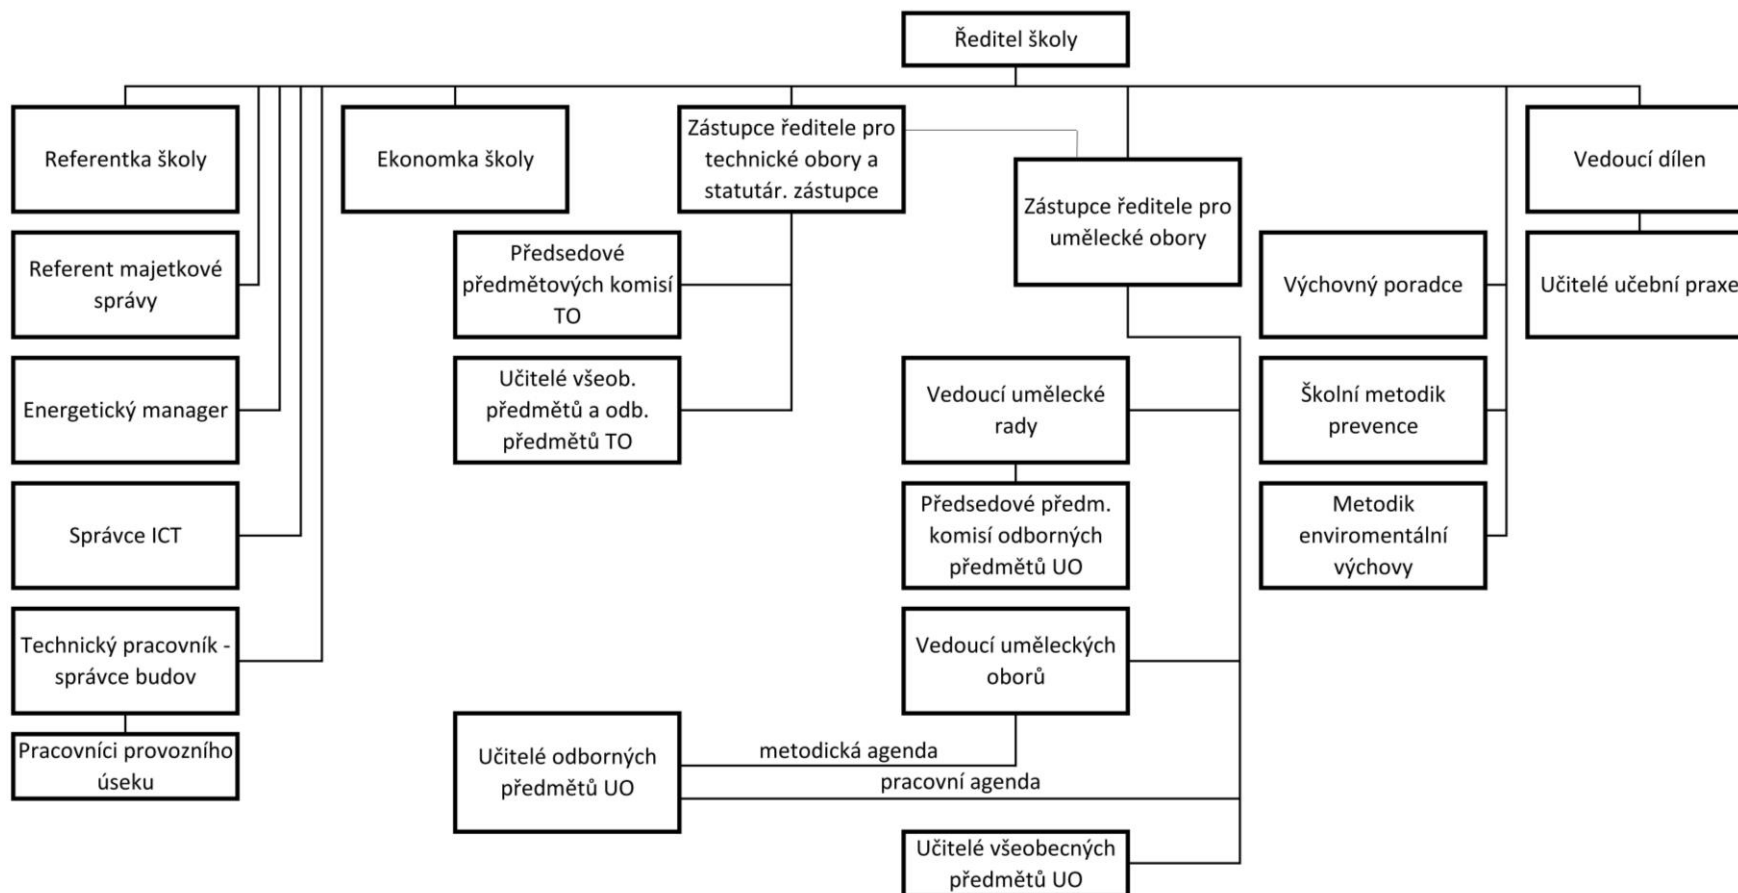 Ředitel školy
Referentka školy
Ekonomka školy
Zástupce ředitele pro
technické obory a
statutár. zástupce
Zástupce ředitele pro
umělecké obory
Vedoucí dílen
Referent majetkové
správy
Předsedové
předmětových komisí
TO
Výchovný poradce
Učitelé učební praxe
Energetický manager
Učitelé všeob.
předmětů a odb.
předmětů TO
Vedoucí umělecké
rady
Školní metodik
prevence
Správce ICT
Předsedové předm.
komisí odborných
předmětů UO
Metodik
enviromentální
výchovy
Technický pracovník -
správce budov
Vedoucí uměleckých
oborů
Pracovníci provozního
úseku
Učitelé odborných
předmětů UO
metodická agenda
pracovní agenda
Učitelé všeobecných
předmětů UO